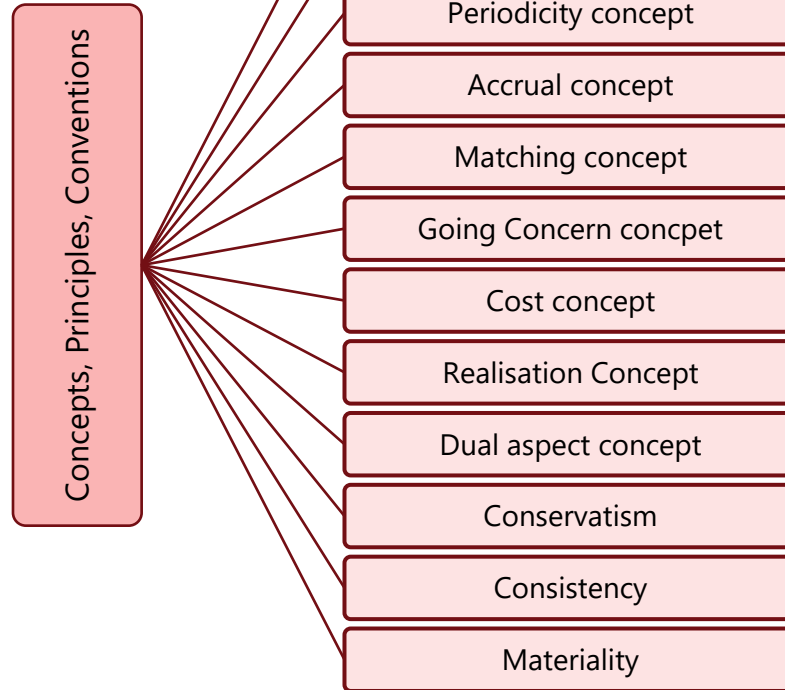 Concepts, Principles, Conventions
Periodicity concept
Accrual concept
Matching concept
Going Concern concpet
Cost concept
Realisation Concept
Dual aspect concept
Conservatism
Consistency
Materiality